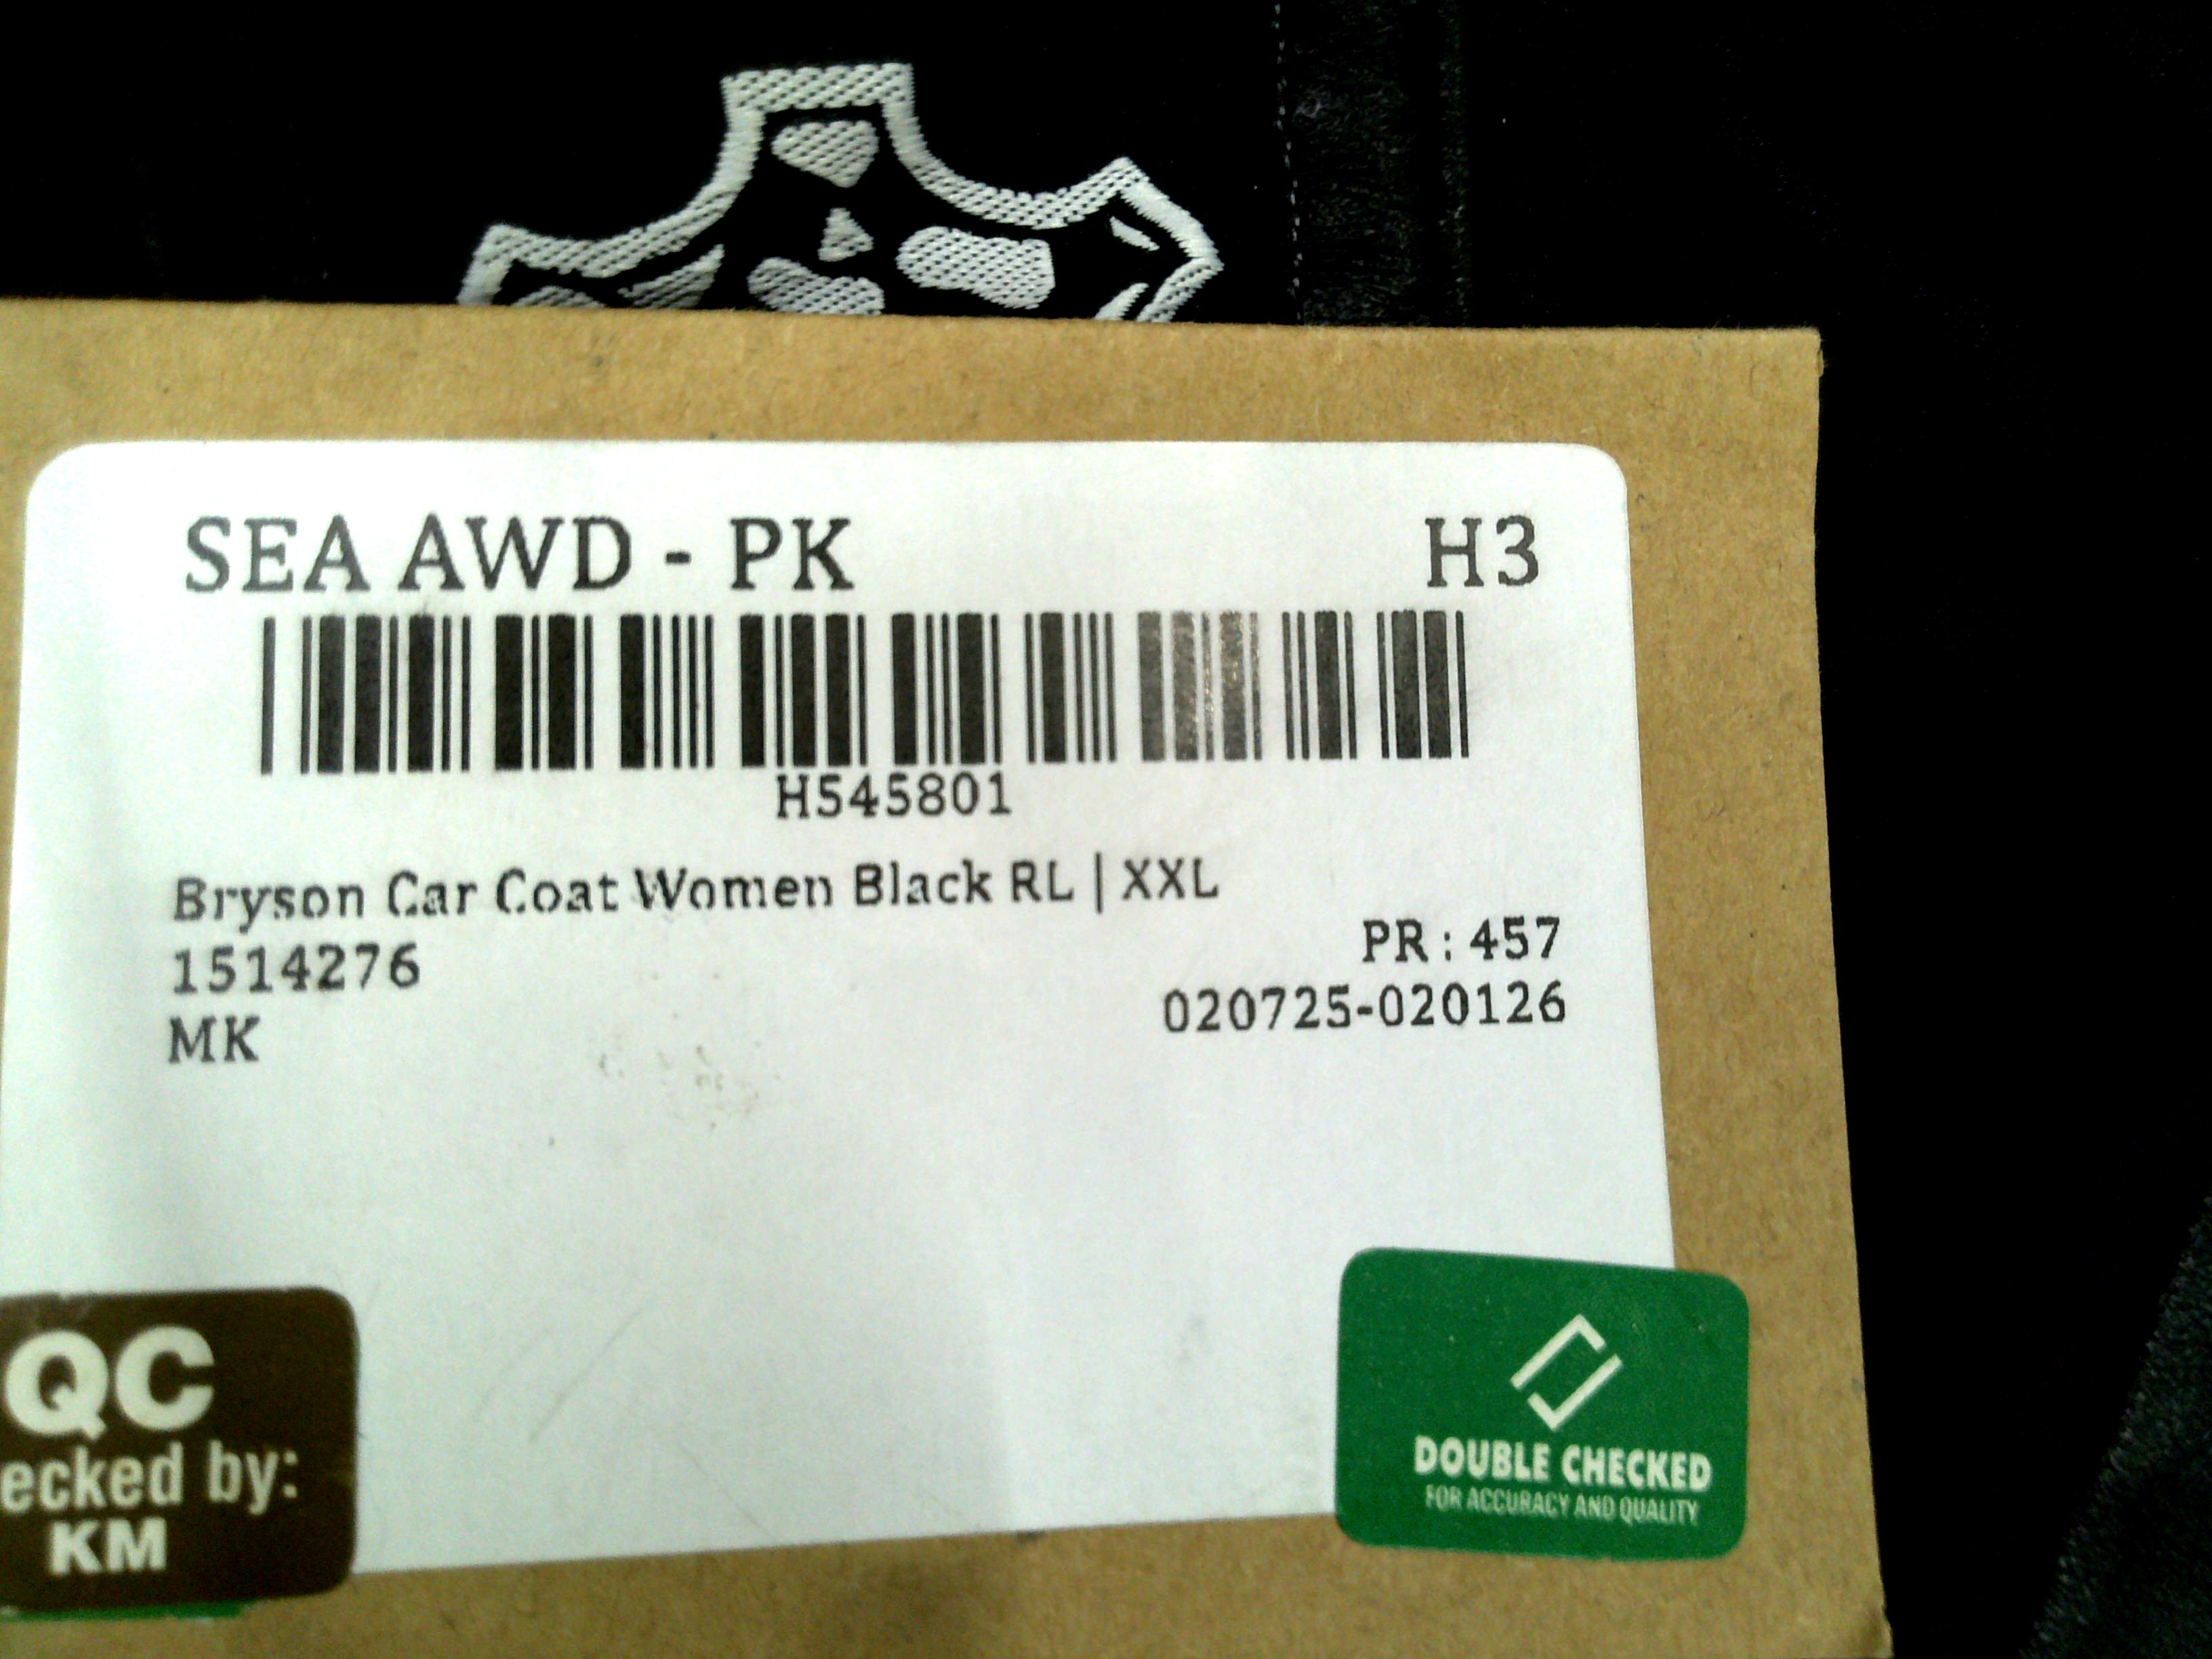 SEA AWD - PK H3
H545801
Bryson Car Coat Women Black RL | XXL
1514276 PR : 457
MK 020725-020126
QC
ecked by:
KM
DOUBLE CHECKED
FOR ACCURACY AND QUALITY